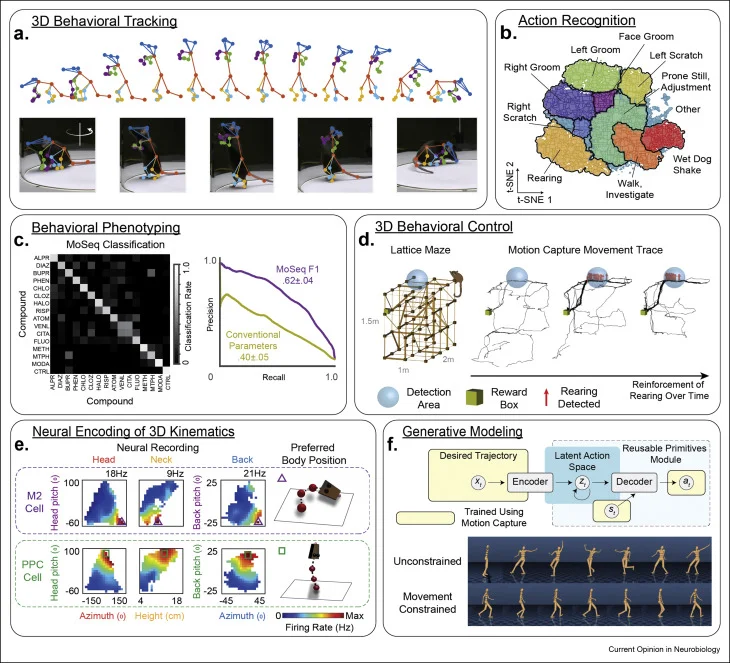 a.
3D Behavioral Tracking
b.
Action Recognition
Face Groom
Left Groom
Left Scratch
Right Groom
Prone Still,
Adjustment
Right
Scratch
Other
Rearing
Wet Dog
Shake
Walk,
Investigate
t-SNE 2
t-SNE 1
c.
Behavioral Phenotyping
MoSeq Classification
Compound
ALPR
DIAZ
BUPR
PHEN
CHLO
CLOZ
HALO
RISP
ATOM
VENL
CITA
FLUO
METH
MTPH
MODA
CTRL
ALPR
DIAZ
BUPR
PHEN
CHLO
CLOZ
HALO
RISP
ATOM
VENL
CITA
FLUO
METH
MTPH
MODA
CTRL
Compound
1.0
Classification Rate
0
1.0
Precision
MoSeq F1
.62±.04
Conventional
Parameters
.40±.05
0
Recall
1.0
d.
3D Behavioral Control
Lattice Maze
Motion Capture Movement Trace
1.5m
1m
2m
Detection
Area
Reward
Box
Rearing
Detected
Reinforcement of
Rearing Over Time
e.
Neural Encoding of 3D Kinematics
Neural Recording
Preferred
Body Position
Head
Neck
Back
18Hz
9Hz
21Hz
M2
Cell
Head pitch (θ)
100
-60
Back pitch (θ)
25
-25
PPC
Cell
Head pitch (θ)
100
-60
Back pitch (θ)
25
-25
-150
150
4
18
-45
45
Azimuth (θ)
Height (cm)
Azimuth (θ)
0
Max
Firing Rate (Hz)
f.
Generative Modeling
Desired Trajectory
Latent Action
Space
Reusable Primitives
Module
Encoder
Decoder
Trained Using
Motion Capture
Unconstrained
Movement
Constrained
Current Opinion in Neurobiology